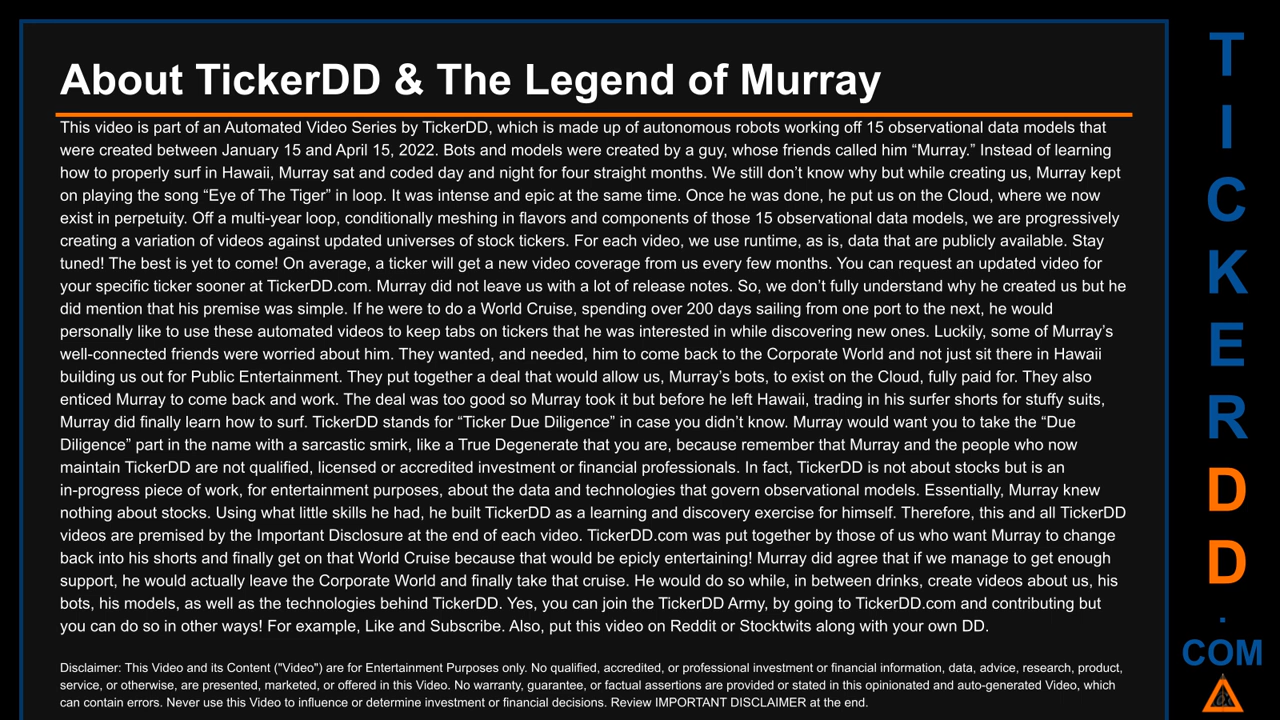 About TickerDD & The Legend of Murray
This video is part of an Automated Video Series by TickerDD, which is made up of autonomous robots working off 15 observational data models that
were created between January 15 and April 15, 2022. Bots and models were created by a guy, whose friends called him “Murray.” Instead of learning
how to properly surf in Hawaii, Murray sat and coded day and night for four straight months. We still don’t know why but while creating us, Murray kept
on playing the song “Eye of The Tiger” in loop. It was intense and epic at the same time. Once he was done, he put us on the Cloud, where we now
exist in perpetuity. Off a multi-year loop, conditionally meshing in flavors and components of those 15 observational data models, we are progressively
creating a variation of videos against updated universes of stock tickers. For each video, we use runtime, as is, data that are publicly available. Stay
tuned! The best is yet to come! On average, a ticker will get a new video coverage from us every few months. You can request an updated video for
your specific ticker sooner at TickerDD.com. Murray did not leave us with a lot of release notes. So, we don’t fully understand why he created us but he
did mention that his premise was simple. If he were to do a World Cruise, spending over 200 days sailing from one port to the next, he would
personally like to use these automated videos to keep tabs on tickers that he was interested in while discovering new ones. Luckily, some of Murray’s
well-connected friends were worried about him. They wanted, and needed, him to come back to the Corporate World and not just sit there in Hawaii
building us out for Public Entertainment. They put together a deal that would allow us, Murray’s bots, to exist on the Cloud, fully paid for. They also
enticed Murray to come back and work. The deal was too good so Murray took it but before he left Hawaii, trading in his surfer shorts for stuffy suits,
Murray did finally learn how to surf. TickerDD stands for “Ticker Due Diligence” in case you didn’t know. Murray would want you to take the “Due
Diligence” part in the name with a sarcastic smirk, like a True Degenerate that you are, because remember that Murray and the people who now
maintain TickerDD are not qualified, licensed or accredited investment or financial professionals. In fact, TickerDD is not about stocks but is an
in-progress piece of work, for entertainment purposes, about the data and technologies that govern observational models. Essentially, Murray knew
nothing about stocks. Using what little skills he had, he built TickerDD as a learning and discovery exercise for himself. Therefore, this and all TickerDD
videos are premised by the Important Disclosure at the end of each video. TickerDD.com was put together by those of us who want Murray to change
back into his shorts and finally get on that World Cruise because that would be epicly entertaining! Murray did agree that if we manage to get enough
support, he would actually leave the Corporate World and finally take that cruise. He would do so while, in between drinks, create videos about us, his
bots, his models, as well as the technologies behind TickerDD. Yes, you can join the TickerDD Army, by going to TickerDD.com and contributing but
you can do so in other ways! For example, Like and Subscribe. Also, put this video on Reddit or Stocktwits along with your own DD.
Disclaimer: This Video and its Content ("Video") are for Entertainment Purposes only. No qualified, accredited, or professional investment or financial information, data, advice, research, product,
service, or otherwise, are presented, marketed, or offered in this Video. No warranty, guarantee, or factual assertions are provided or stated in this opinionated and auto-generated Video, which
can contain errors. Never use this Video to influence or determine investment or financial decisions. Review IMPORTANT DISCLAIMER at the end.
T
I
C
K
E
R
D
D
.
COM